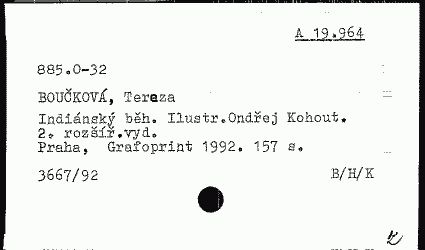 A 19.964
885.0-32
BOUČKOVÁ, Tereza
Indiánský běh. Ilustr.Ondřej Kohout.
2. rozšíř.vyd.
Praha, Grafoprint 1992. 157 s.
3667/92 B/H/K